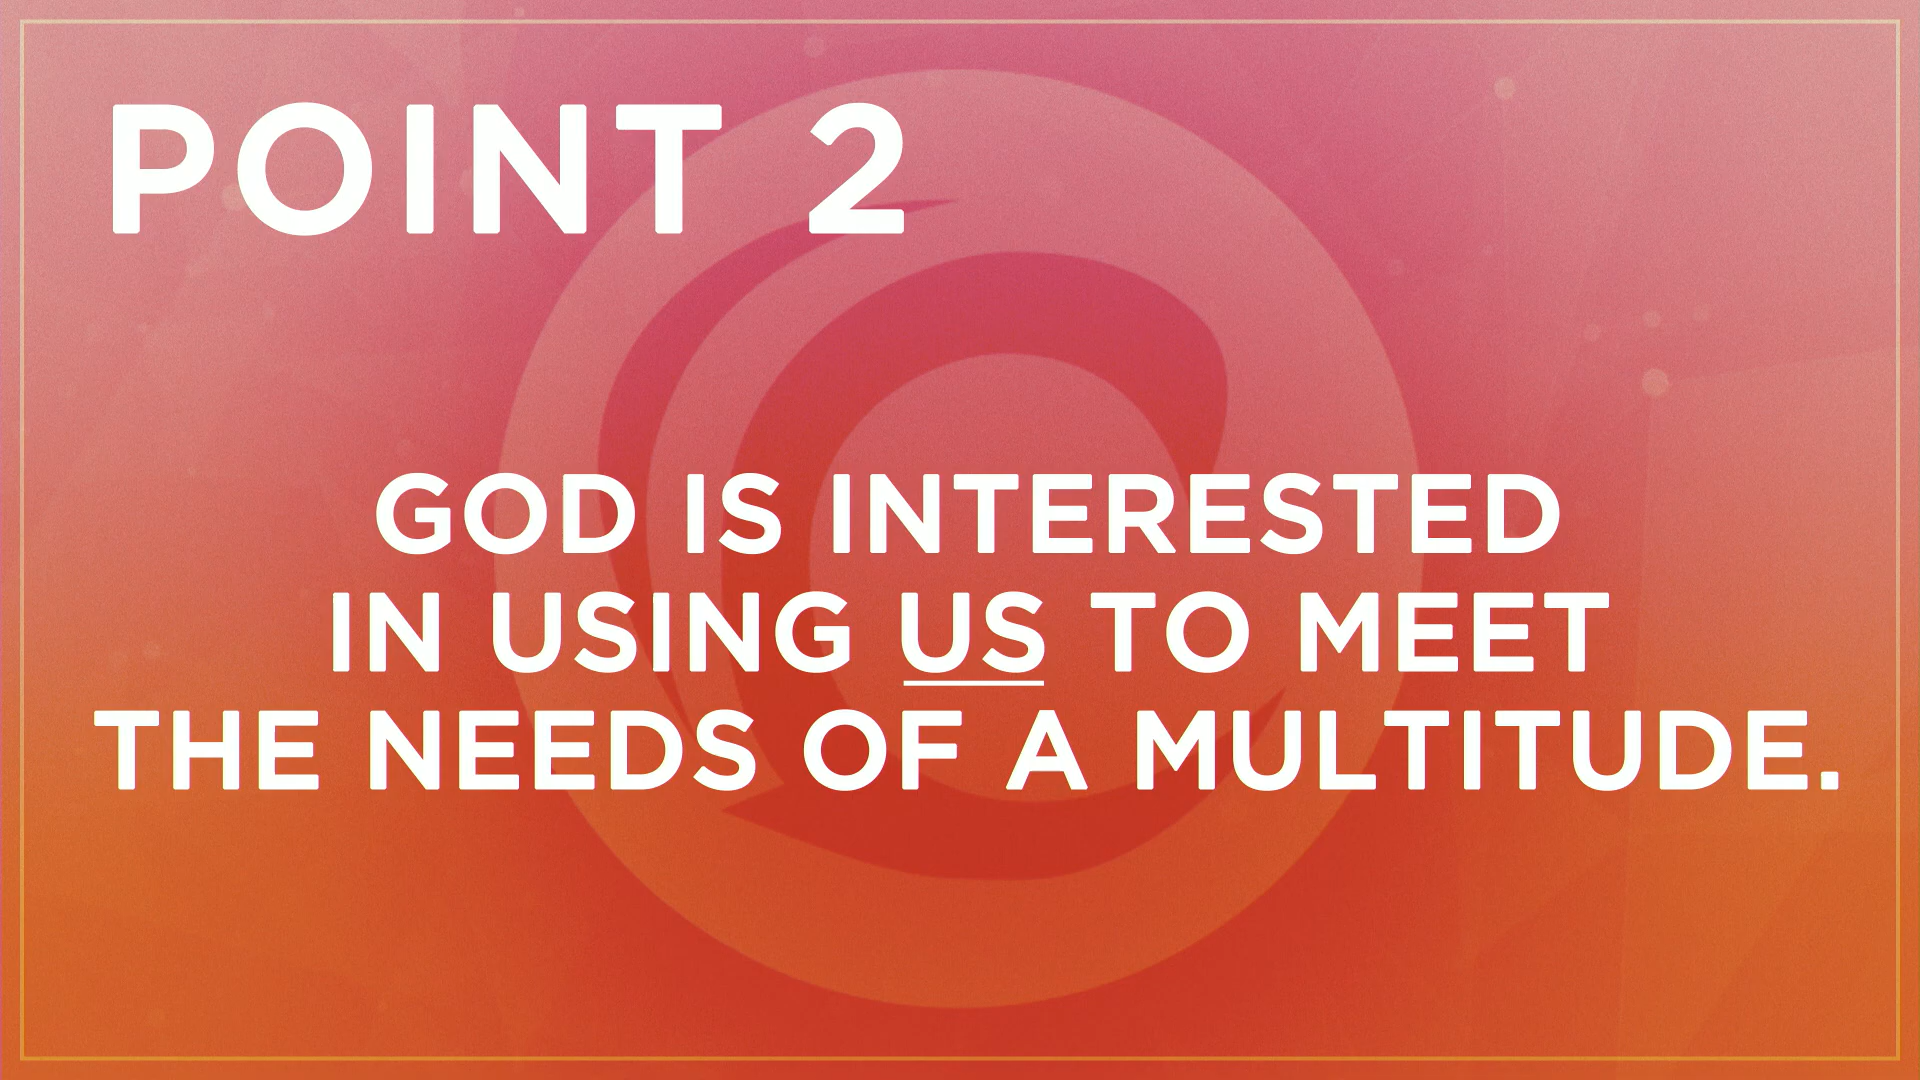 POINT 2
GOD IS INTERESTED
IN USING US TO MEET
THE NEEDS OF A MULTITUDE.